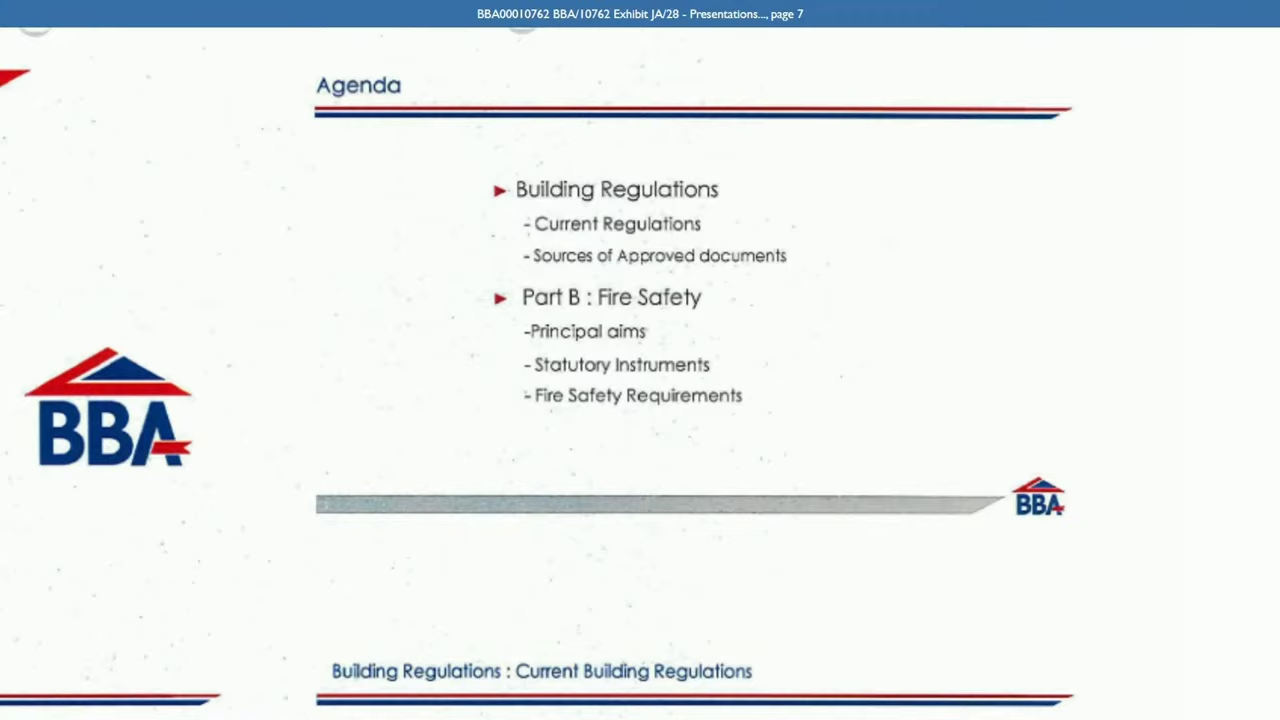 BBA00010762 BBA/10762 Exhibit JA/28 - Presentations..., page 7
Agenda
► Building Regulations
- Current Regulations
- Sources of Approved documents
► Part B : Fire Safety
-Principal aims
- Statutory Instruments
- Fire Safety Requirements
BBA
BBA
Building Regulations : Current Building Regulations